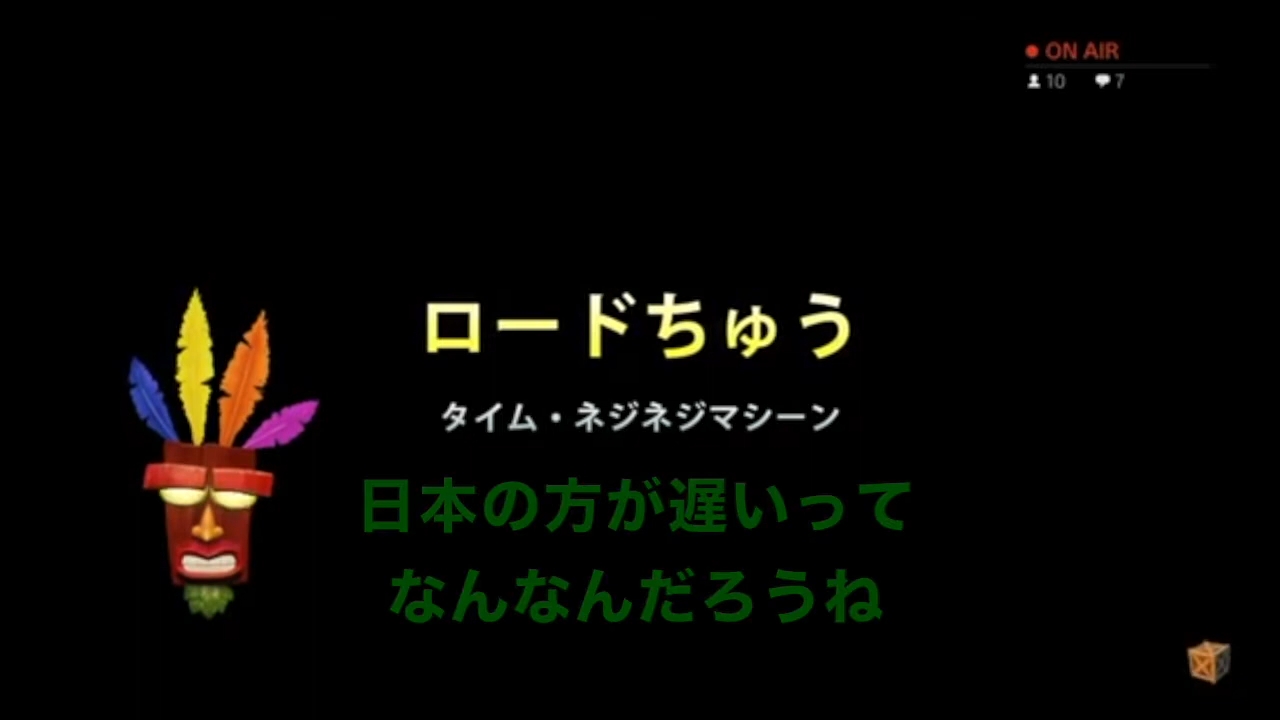 ON AIR
10 7
ロードちゅう
タイム・ネジネジマシーン
日本の方が遅いって
なんなんだろうね